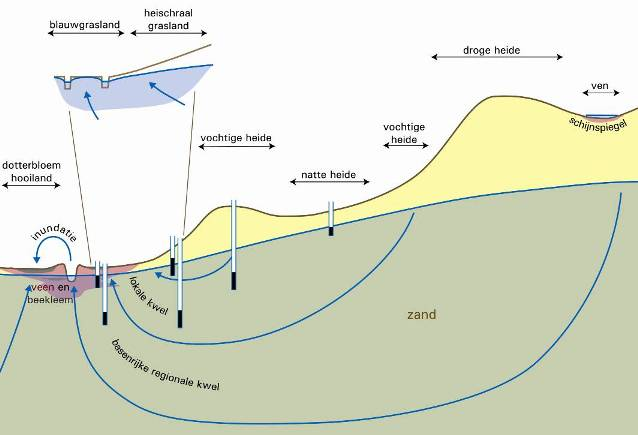 blauwgrasland
heischraal
grasland
droge heide
ven
schijnspiegel
vochtige heide
vochtige
heide
natte heide
dotterbloem
hooiland
inundatie
veen en
beekleem
lokale kwel
zand
basenrijke regionale kwel